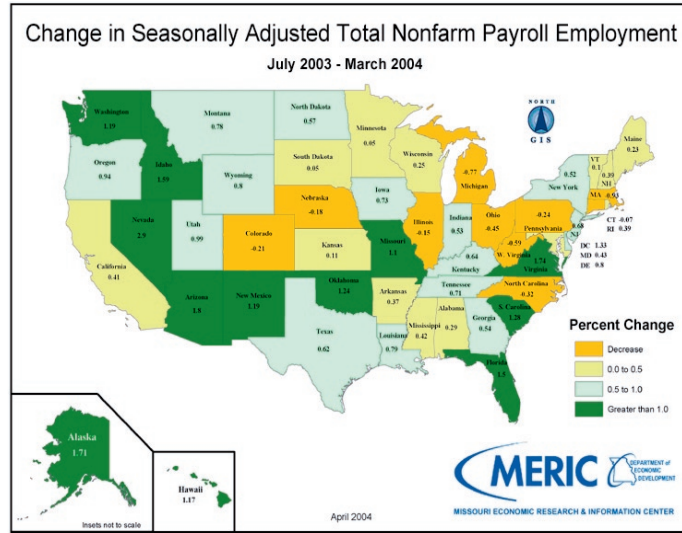 Change in Seasonally Adjusted Total Nonfarm Payroll Employment
July 2003 - March 2004
NORTH
GIS
Washington
1.19
Montana
0.78
North Dakota
0.57
Minnesota
0.05
Maine
0.23
VT
0.1
0.39
NH
Oregon
0.94
Idaho
1.59
Wyoming
0.8
South Dakota
0.05
Wisconsin
0.25
-0.77
Michigan
0.52
New York
MA -0.93
CT -0.07
RI 0.39
Nevada
2.9
Utah
0.99
Colorado
-0.21
Nebraska
-0.18
Iowa
0.73
Illinois
-0.15
Indiana
0.53
Ohio
-0.45
-0.24
Pennsylvania
0.68
NJ
DC 1.33
MD 0.43
DE 0.8
California
0.41
Kansas
0.11
Missouri
1.1
0.64
Kentucky
-0.59
W. Virginia
1.74
Virginia
Arizona
1.8
New Mexico
1.19
Oklahoma
1.24
Arkansas
0.37
Tennessee
0.71
North Carolina
-0.32
S. Carolina
1.28
Texas
0.62
Louisiana
0.79
Mississippi
0.42
Alabama
0.29
Georgia
0.54
Florida
1.5
Percent Change
Decrease
0.0 to 0.5
0.5 to 1.0
Greater than 1.0
Alaska
1.71
Hawaii
1.17
Insets not to scale
April 2004
MERIC
DEPARTMENT OF
ECONOMIC
DEVELOPMENT
MISSOURI ECONOMIC RESEARCH & INFORMATION CENTER